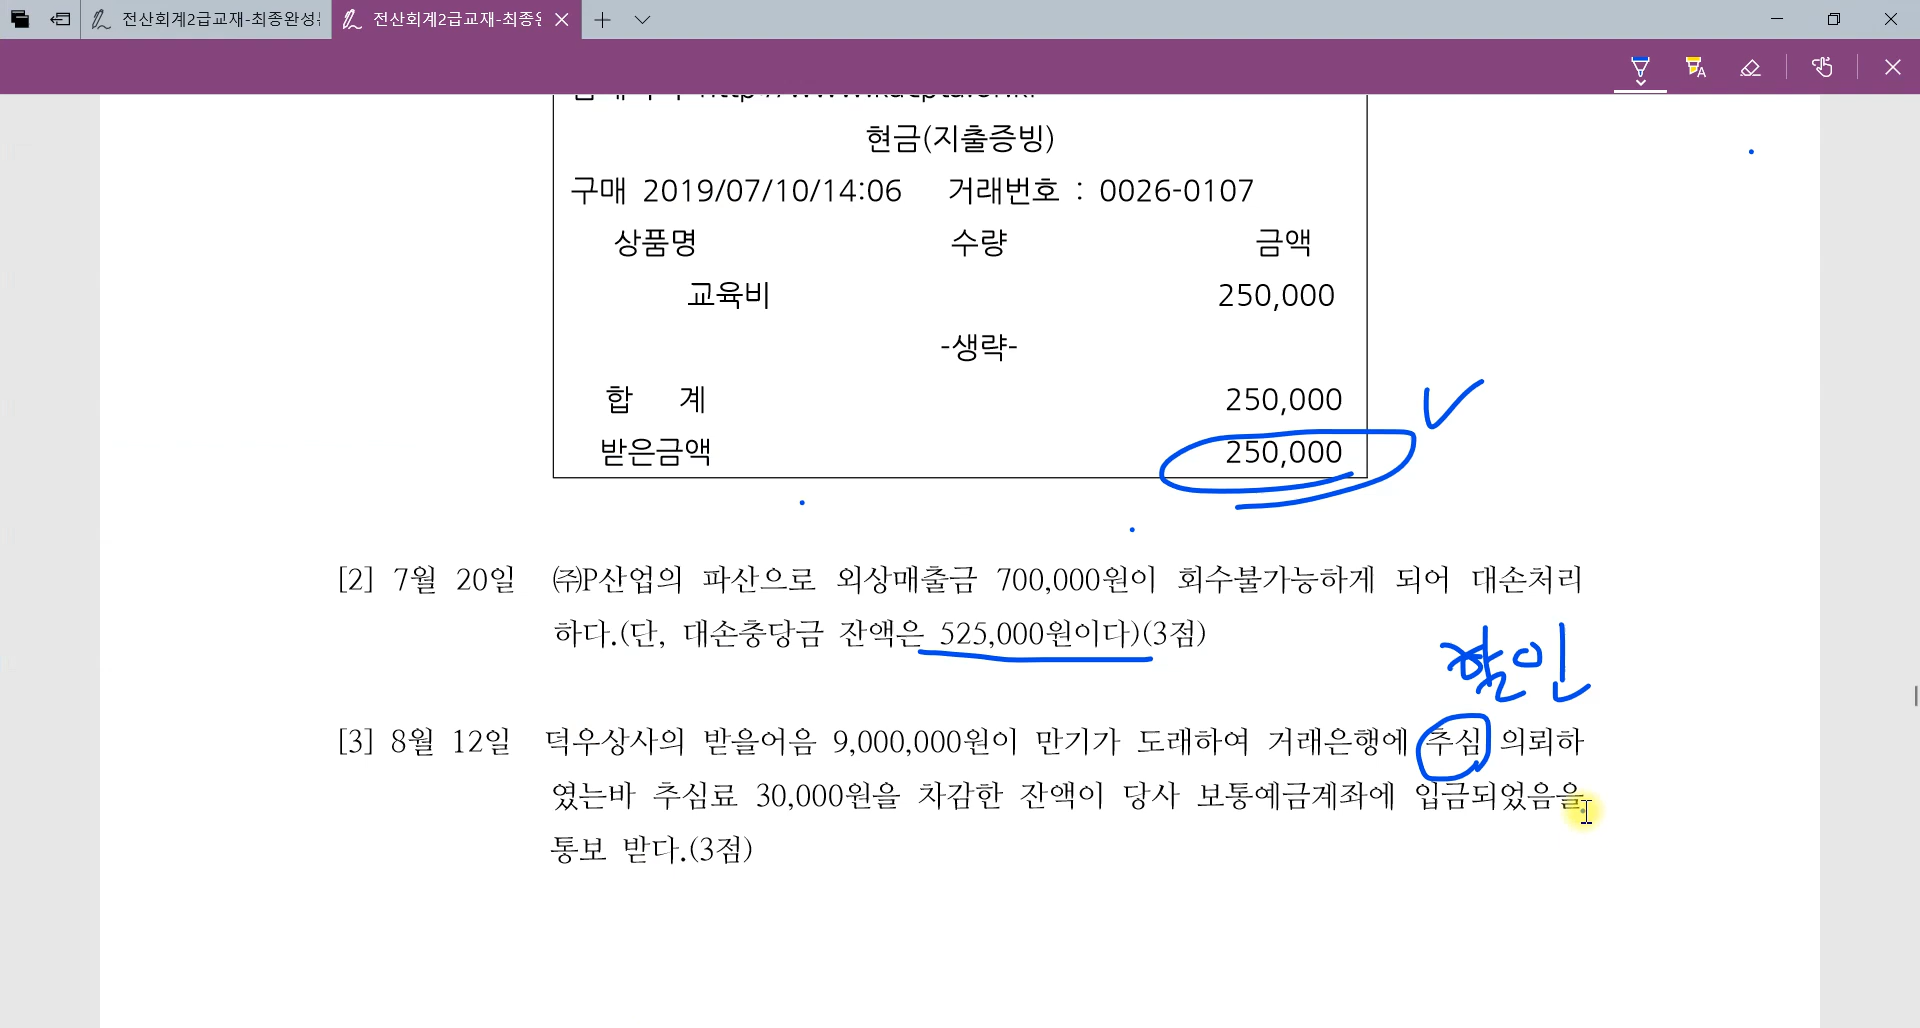 전산회계2급교재-최종완성본
전산회계2급교재-최종
현금(지출증빙)
구매 2019/07/10/14:06 거래번호 : 0026-0107
상품명 수량 금액
교육비 250,000
-생략-
합 계 250,000
받은금액 250,000
[2] 7월 20일 ㈜P산업의 파산으로 외상매출금 700,000원이 회수불가능하게 되어 대손처리
하다.(단, 대손충당금 잔액은 525,000원이다)(3점)
할인
[3] 8월 12일 덕우상사의 받을어음 9,000,000원이 만기가 도래하여 거래은행에 추심 의뢰하
였는바 추심료 30,000원을 차감한 잔액이 당사 보통예금계좌에 입금되었음을
통보 받다.(3점)